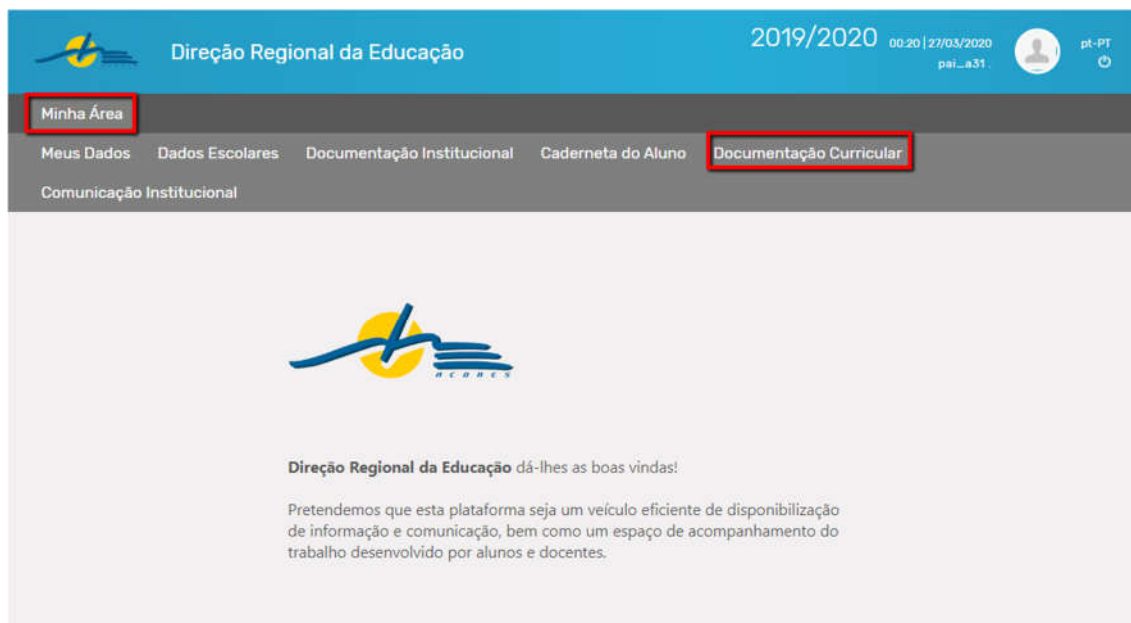 Direção Regional da Educação
2019/2020 00:20 | 27/03/2020
pai_a31 .
pt-PT
Minha Área
Meus Dados Dados Escolares Documentação Institucional Caderneta do Aluno Documentação Curricular
Comunicação Institucional
açores
Direção Regional da Educação dá-lhes as boas vindas!
Pretendemos que esta plataforma seja um veículo eficiente de disponibilização
de informação e comunicação, bem como um espaço de acompanhamento do
trabalho desenvolvido por alunos e docentes.